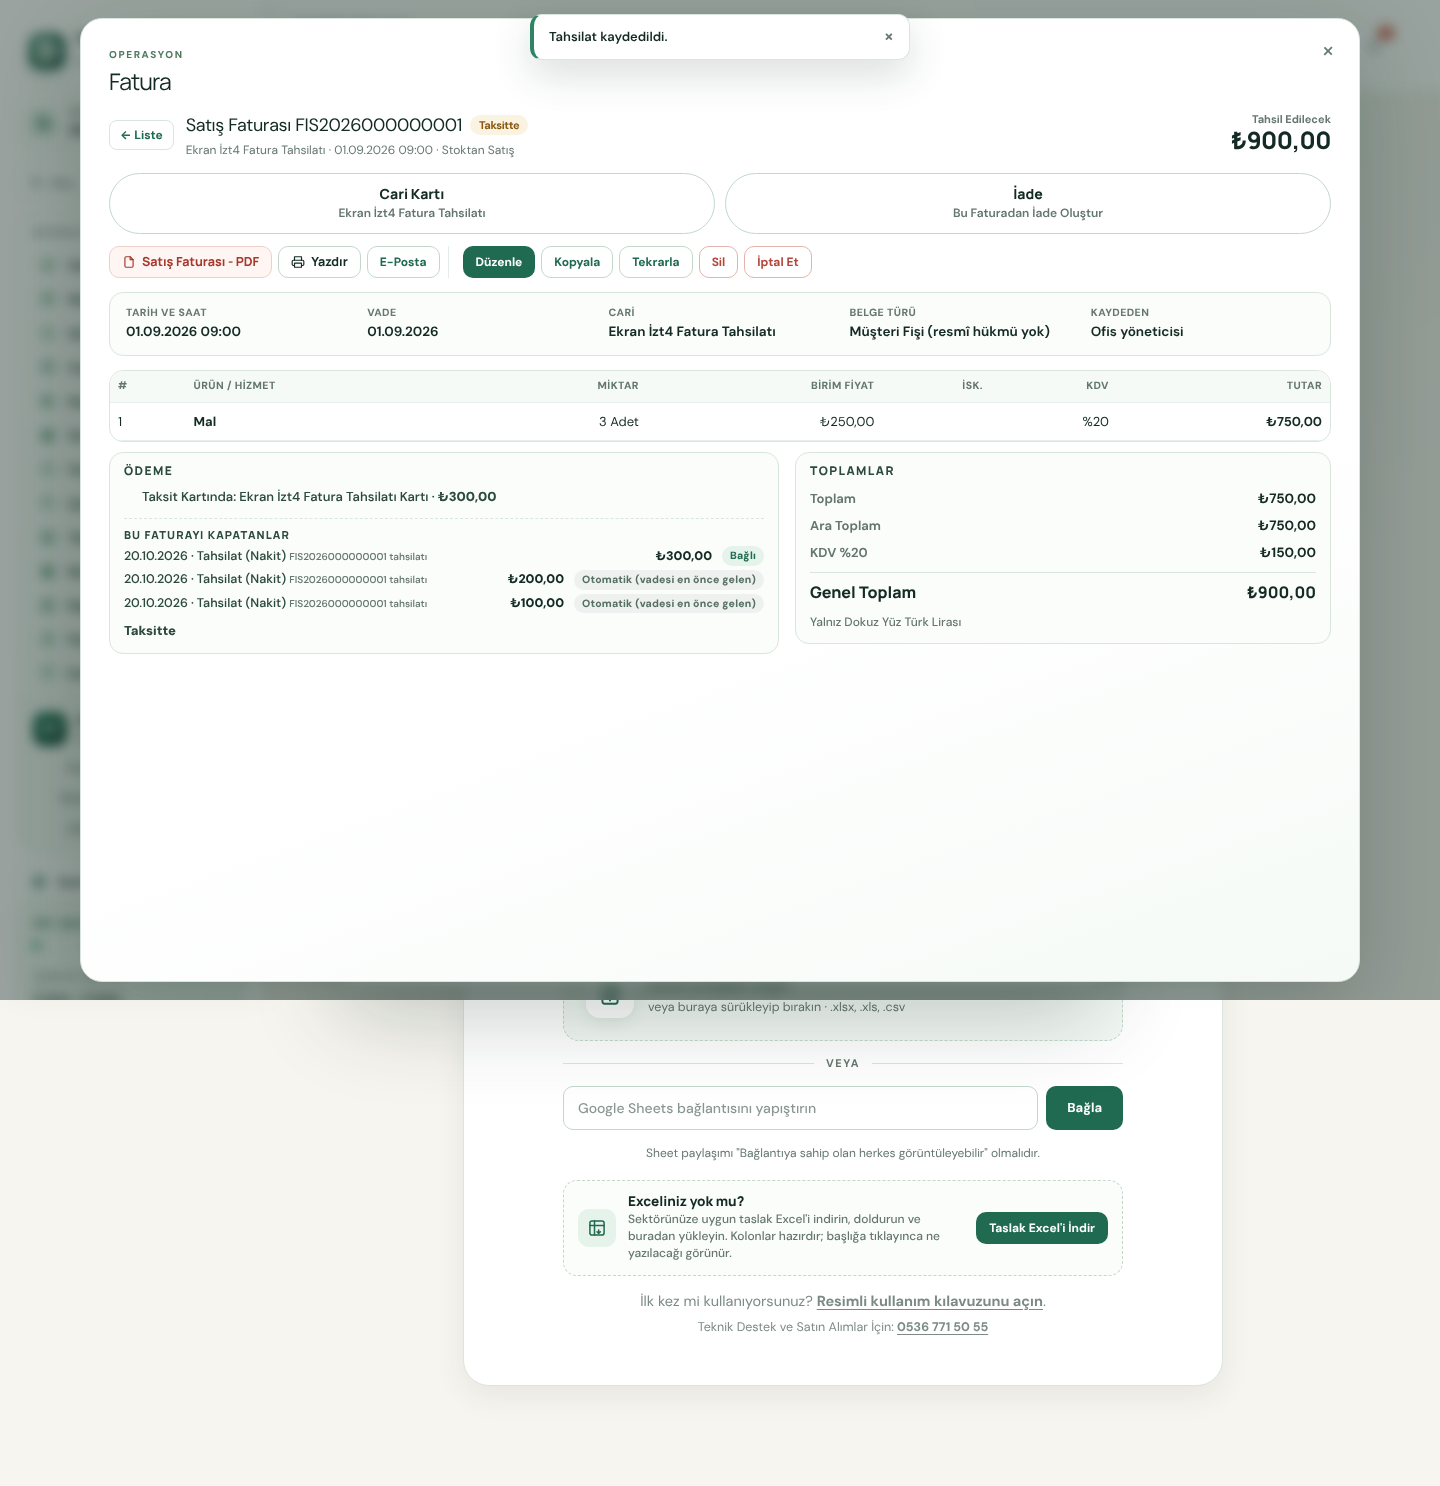 Tahsilat kaydedildi.
×
OPERASYON
×
Fatura
← Liste
Satış Faturası FIS2026000000001
Taksitte
Ekran İzt4 Fatura Tahsilatı · 01.09.2026 09:00 · Stoktan Satış
Tahsil Edilecek
₺900,00
Cari Kartı
Ekran İzt4 Fatura Tahsilatı
İade
Bu Faturadan İade Oluştur
Satış Faturası - PDF
Yazdır
E-Posta
Düzenle
Kopyala
Tekrarla
Sil
İptal Et
TARİH VE SAAT
01.09.2026 09:00
VADE
01.09.2026
CARİ
Ekran İzt4 Fatura Tahsilatı
BELGE TÜRÜ
Müşteri Fişi (resmî hükmü yok)
KAYDEDEN
Ofis yöneticisi
# ÜRÜN / HİZMET MİKTAR BİRİM FİYAT İSK. KDV TUTAR
1 Mal 3 Adet ₺250,00 %20 ₺750,00
ÖDEME
Taksit Kartında: Ekran İzt4 Fatura Tahsilatı Kartı · ₺300,00
BU FATURAYI KAPATANLAR
20.10.2026 · Tahsilat (Nakit) FIS2026000000001 tahsilatı ₺300,00 Bağlı
20.10.2026 · Tahsilat (Nakit) FIS2026000000001 tahsilatı ₺200,00 Otomatik (vadesi en önce gelen)
20.10.2026 · Tahsilat (Nakit) FIS2026000000001 tahsilatı ₺100,00 Otomatik (vadesi en önce gelen)
Taksitte
TOPLAMLAR
Toplam ₺750,00
Ara Toplam ₺750,00
KDV %20 ₺150,00
Genel Toplam ₺900,00
Yalnız Dokuz Yüz Türk Lirası
veya buraya sürükleyip bırakın · .xlsx, .xls, .csv
VEYA
Google Sheets bağlantısını yapıştırın
Bağla
Sheet paylaşımı "Bağlantıya sahip olan herkes görüntüleyebilir" olmalıdır.
Exceliniz yok mu?
Sektörünüze uygun taslak Excel'i indirin, doldurun ve
buradan yükleyin. Kolonlar hazırdır; başlığa tıklayınca ne
yazılacağı görünür.
Taslak Excel'i İndir
İlk kez mi kullanıyorsunuz? Resimli kullanım kılavuzunu açın.
Teknik Destek ve Satın Alımlar İçin: 0536 771 50 55